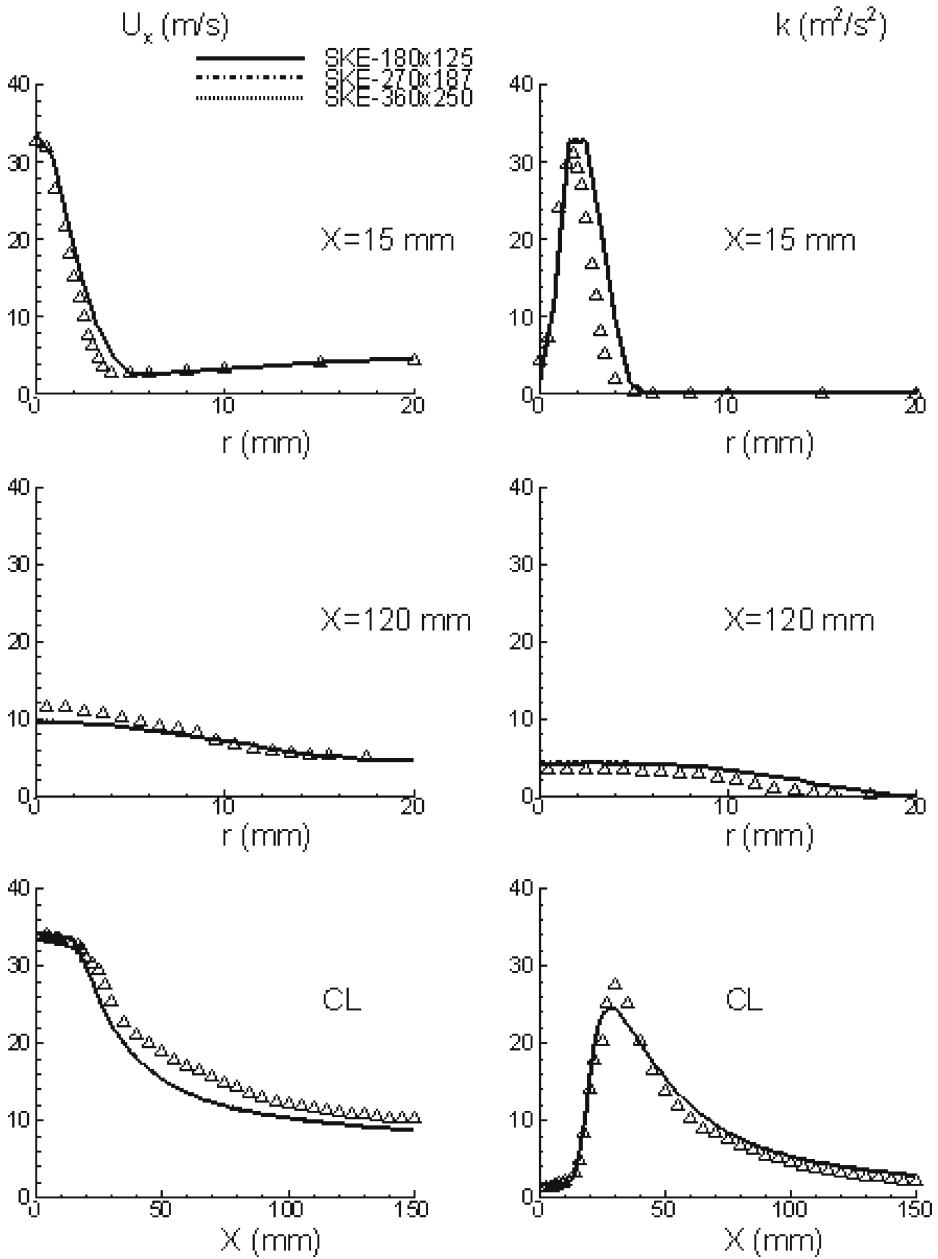 Uₓ (m/s)
k (m²/s²)
SKE-180x125
SKE-270x187
SKE-360x250
40
30
20
10
0
X=15 mm
0 10 20
r (mm)
40
30
20
10
0
X=15 mm
0 10 20
r (mm)
40
30
20
10
0
X=120 mm
0 10 20
r (mm)
40
30
20
10
0
X=120 mm
0 10 20
r (mm)
40
30
20
10
0
CL
0 50 100 150
X (mm)
40
30
20
10
0
CL
0 50 100 150
X (mm)